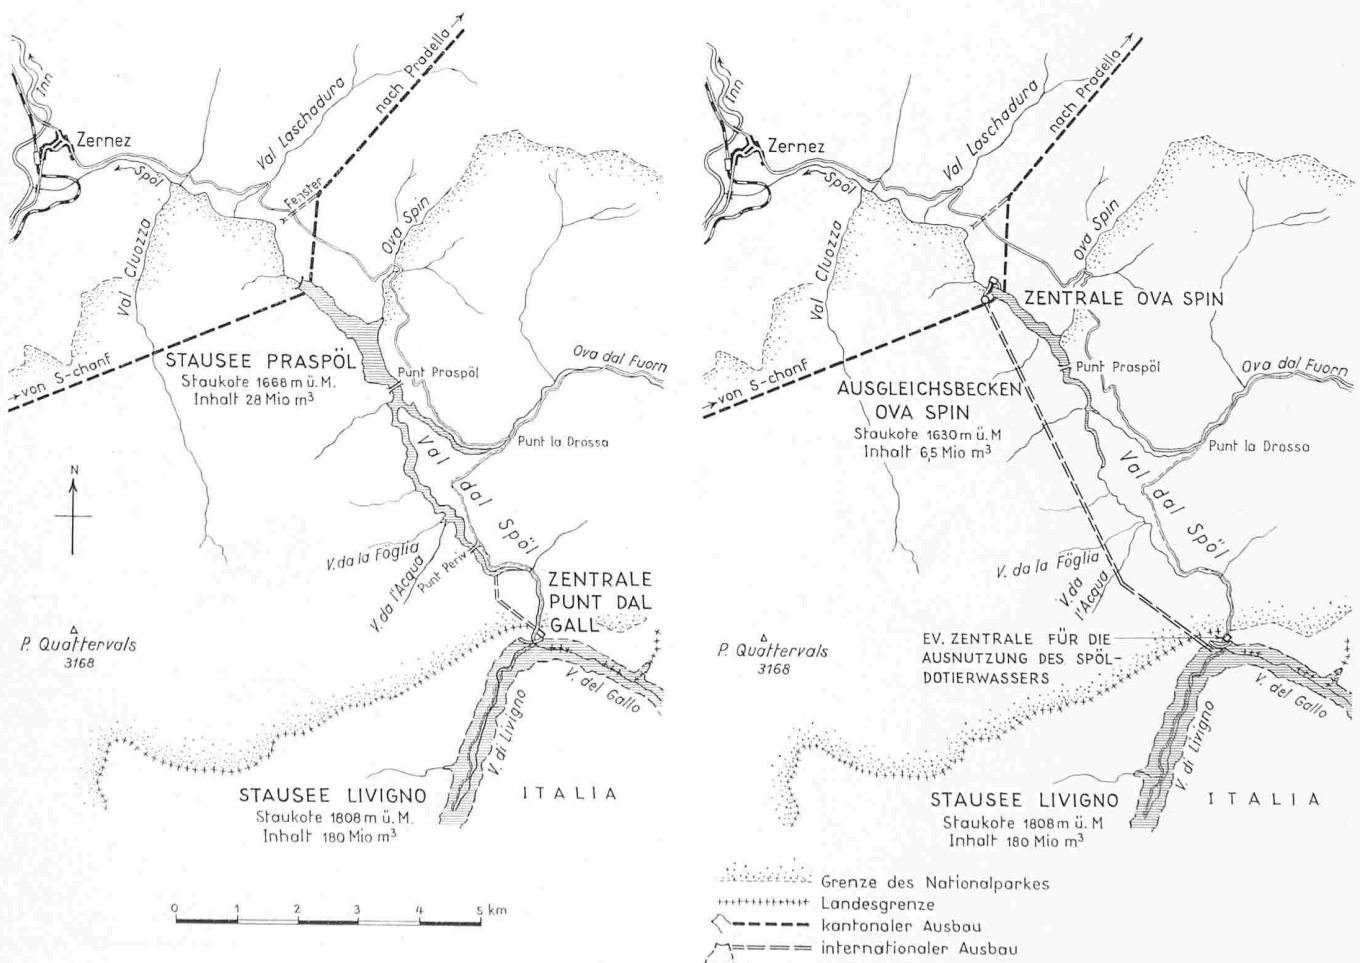 Inn
Zernez
Spöl
Val Laschadura
nach Pradella
Fenster
Ova Spin
Val Cluozza
von S-chanf
STAUSEE PRASPÖL
Staukote 1668 m ü. M.
Inhalt 28 Mio m³
Punt Praspöl
Ova dal Fuorn
Punt la Drossa
Val dal Spöl
N
V. da la Föglia
V. da l'Acqua
Punt Periv
ZENTRALE
PUNT DAL
GALL
P. Quattervals
3168
V. del Gallo
V. di Livigno
STAUSEE LIVIGNO
Staukote 1808 m ü. M.
Inhalt 180 Mio m³
ITALIA
0 1 2 3 4 5 km
Inn
Zernez
Spöl
Val Laschadura
nach Pradella
Ova Spin
Val Cluozza
ZENTRALE OVA SPIN
von S-chanf
AUSGLEICHSBECKEN
OVA SPIN
Staukote 1630 m ü. M
Inhalt 6,5 Mio m³
Punt Praspöl
Ova dal Fuorn
Punt la Drossa
Val dal Spöl
V. da la Föglia
V. da
l'Acqua
EV. ZENTRALE FÜR DIE
AUSNUTZUNG DES SPÖL-
DOTIERWASSERS
P. Quattervals
3168
V. del Gallo
V. di Livigno
STAUSEE LIVIGNO
Staukote 1808 m ü. M
Inhalt 180 Mio m³
ITALIA
Grenze des Nationalparkes
Landesgrenze
kantonaler Ausbau
internationaler Ausbau